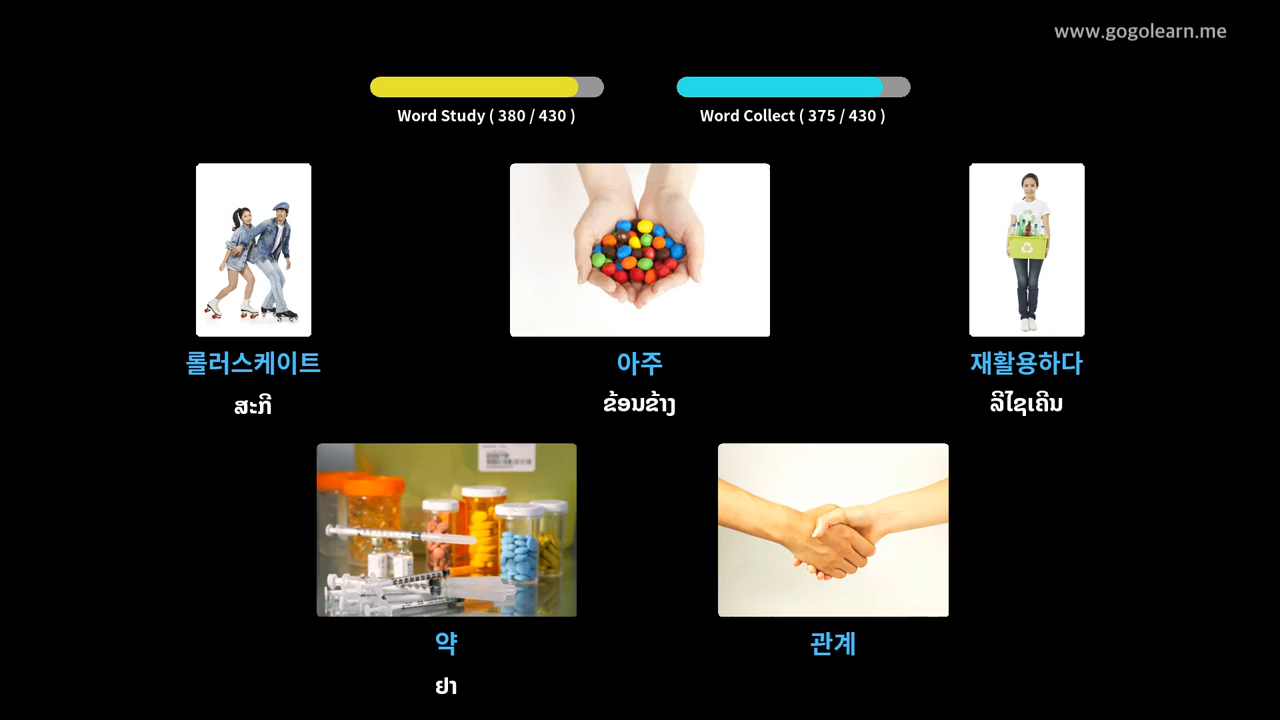 www.gogolearn.me
Word Study ( 380 / 430 )
Word Collect ( 375 / 430 )
롤러스케이트
아주
재활용하다
ສະກີ
ຂ້ອນຂ້າງ
ລີໄຊເຄີນ
약
관계
ຢາ